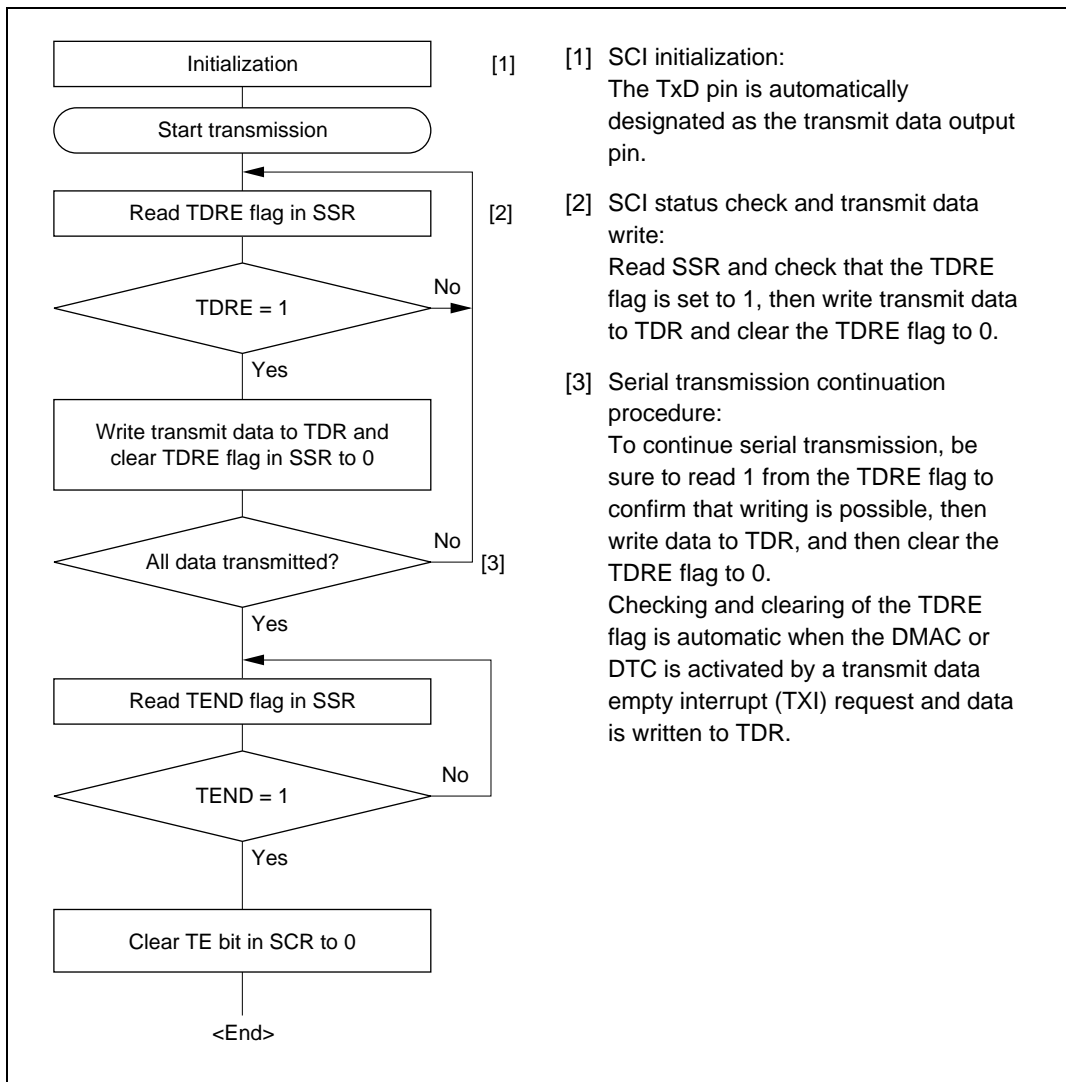 Initialization
[1]
Start transmission
Read TDRE flag in SSR
[2]
No
TDRE = 1
Yes
Write transmit data to TDR and
clear TDRE flag in SSR to 0
No
All data transmitted?
[3]
Yes
Read TEND flag in SSR
No
TEND = 1
Yes
Clear TE bit in SCR to 0
<End>
[1] SCI initialization:
The TxD pin is automatically
designated as the transmit data output
pin.
[2] SCI status check and transmit data
write:
Read SSR and check that the TDRE
flag is set to 1, then write transmit data
to TDR and clear the TDRE flag to 0.
[3] Serial transmission continuation
procedure:
To continue serial transmission, be
sure to read 1 from the TDRE flag to
confirm that writing is possible, then
write data to TDR, and then clear the
TDRE flag to 0.
Checking and clearing of the TDRE
flag is automatic when the DMAC or
DTC is activated by a transmit data
empty interrupt (TXI) request and data
is written to TDR.